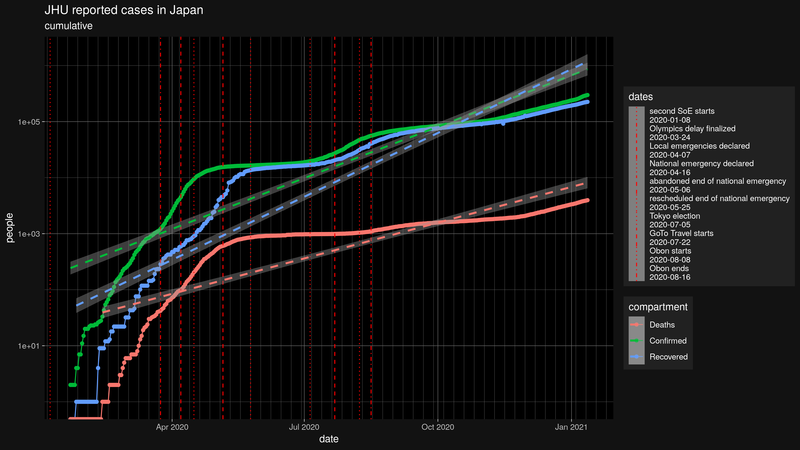 JHU reported cases in Japan
cumulative
people
1e+05
1e+03
1e+01
Apr 2020
Jul 2020
Oct 2020
Jan 2021
date
dates
second SoE starts
2020-01-08
Olympics delay finalized
2020-03-24
Local emergencies declared
2020-04-07
National emergency declared
2020-04-16
abandoned end of national emergency
2020-05-06
rescheduled end of national emergency
2020-05-25
Tokyo election
2020-07-05
GoTo Travel starts
2020-07-22
Obon starts
2020-08-08
Obon ends
2020-08-16
compartment
Deaths
Confirmed
Recovered